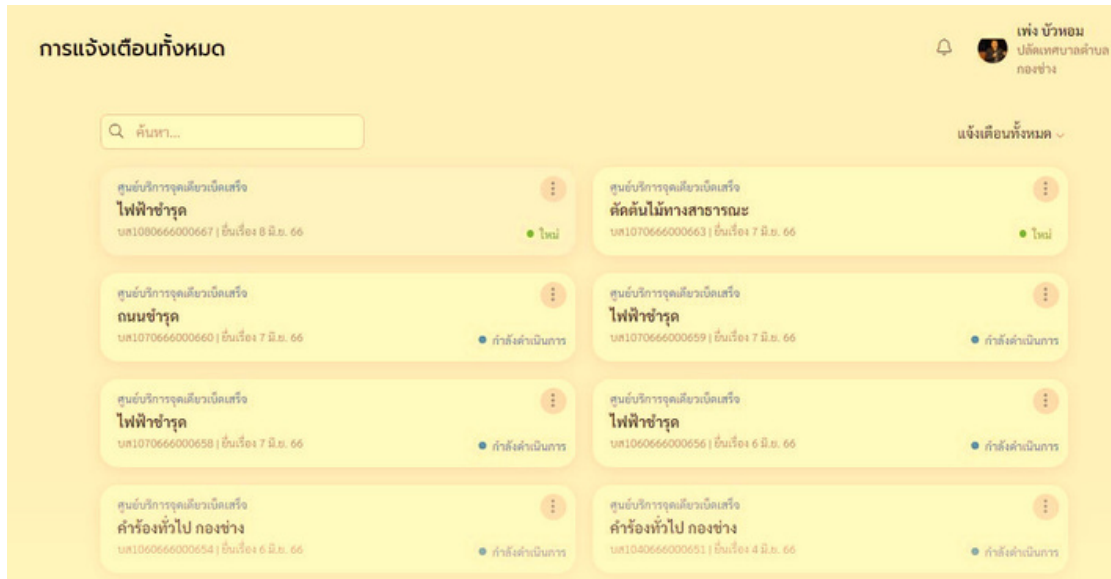 การแจ้งเตือนทั้งหมด
เพ่ง บัวหอม
ปลัดเทศบาลตำบล
กองช่าง
ค้นหา...
แจ้งเตือนทั้งหมด
ศูนย์บริการจุดเดียวเบ็ดเสร็จ
ไฟฟ้าชำรุด
บส1080666000667 | ยื่นเรื่อง 8 มิ.ย. 66
ใหม่
ศูนย์บริการจุดเดียวเบ็ดเสร็จ
ตัดต้นไม้ทางสาธารณะ
บส1070666000663 | ยื่นเรื่อง 7 มิ.ย. 66
ใหม่
ศูนย์บริการจุดเดียวเบ็ดเสร็จ
ถนนชำรุด
บส1070666000660 | ยื่นเรื่อง 7 มิ.ย. 66
กำลังดำเนินการ
ศูนย์บริการจุดเดียวเบ็ดเสร็จ
ไฟฟ้าชำรุด
บส1070666000659 | ยื่นเรื่อง 7 มิ.ย. 66
กำลังดำเนินการ
ศูนย์บริการจุดเดียวเบ็ดเสร็จ
ไฟฟ้าชำรุด
บส1070666000658 | ยื่นเรื่อง 7 มิ.ย. 66
กำลังดำเนินการ
ศูนย์บริการจุดเดียวเบ็ดเสร็จ
ไฟฟ้าชำรุด
บส1060666000656 | ยื่นเรื่อง 6 มิ.ย. 66
กำลังดำเนินการ
ศูนย์บริการจุดเดียวเบ็ดเสร็จ
คำร้องทั่วไป กองช่าง
บส1060666000654 | ยื่นเรื่อง 6 มิ.ย. 66
กำลังดำเนินการ
ศูนย์บริการจุดเดียวเบ็ดเสร็จ
คำร้องทั่วไป กองช่าง
บส1040666000651 | ยื่นเรื่อง 4 มิ.ย. 66
กำลังดำเนินการ